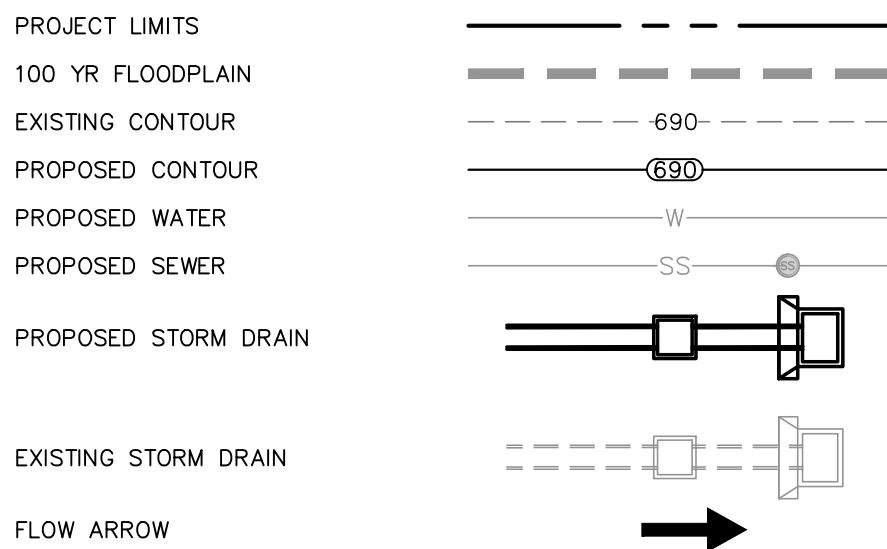 PROJECT LIMITS
100 YR FLOODPLAIN
EXISTING CONTOUR 690
PROPOSED CONTOUR 690
PROPOSED WATER W
PROPOSED SEWER SS SS
PROPOSED STORM DRAIN
EXISTING STORM DRAIN
FLOW ARROW